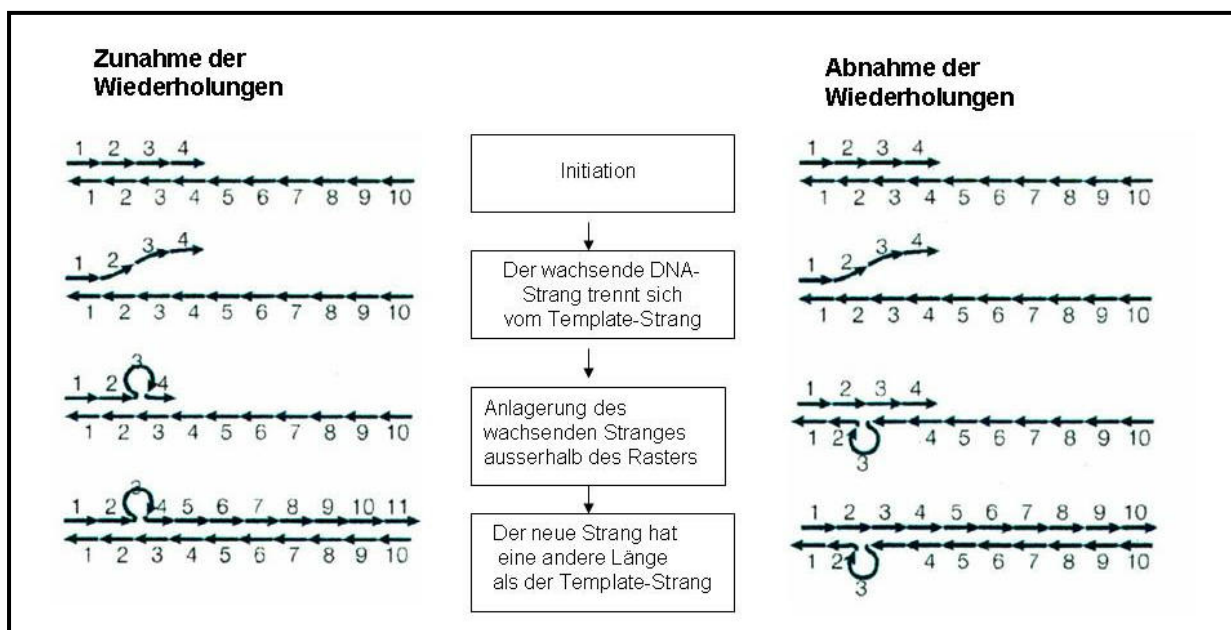 Zunahme der
Wiederholungen
1 2 3 4
1 2 3 4 5 6 7 8 9 10
1 2 3 4
1 2 3 4 5 6 7 8 9 10
3
1 2 4
1 2 3 4 5 6 7 8 9 10
3
1 2 4 5 6 7 8 9 10 11
1 2 3 4 5 6 7 8 9 10
Initiation
Der wachsende DNA-
Strang trennt sich
vom Template-Strang
Anlagerung des
wachsenden Stranges
ausserhalb des Rasters
Der neue Strang hat
eine andere Länge
als der Template-Strang
Abnahme der
Wiederholungen
1 2 3 4
1 2 3 4 5 6 7 8 9 10
1 2 3 4
1 2 3 4 5 6 7 8 9 10
1 2 3 4
1 2 4 5 6 7 8 9 10
3
1 2 3 4 5 6 7 8 9 10
1 2 4 5 6 7 8 9 10
3